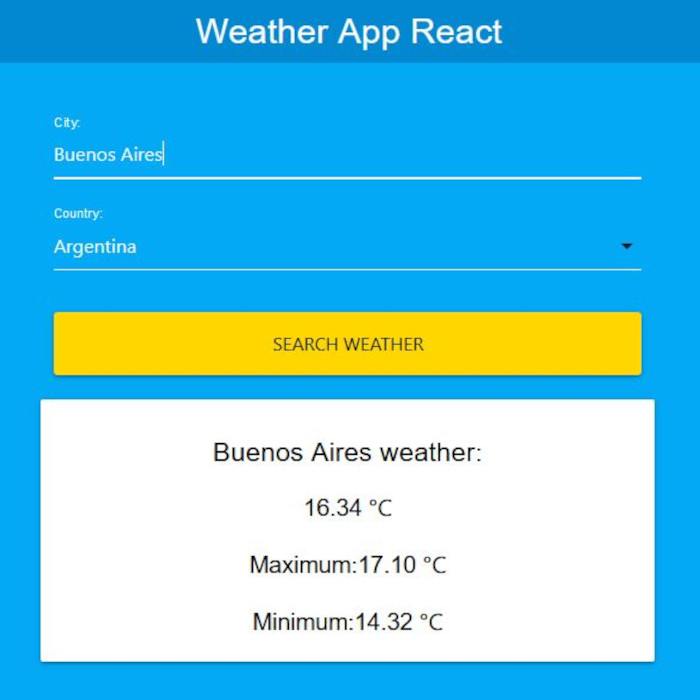 Weather App React
City:
Buenos Aires
Country:
Argentina
SEARCH WEATHER
Buenos Aires weather:
16.34 °C
Maximum:17.10 °C
Minimum:14.32 °C